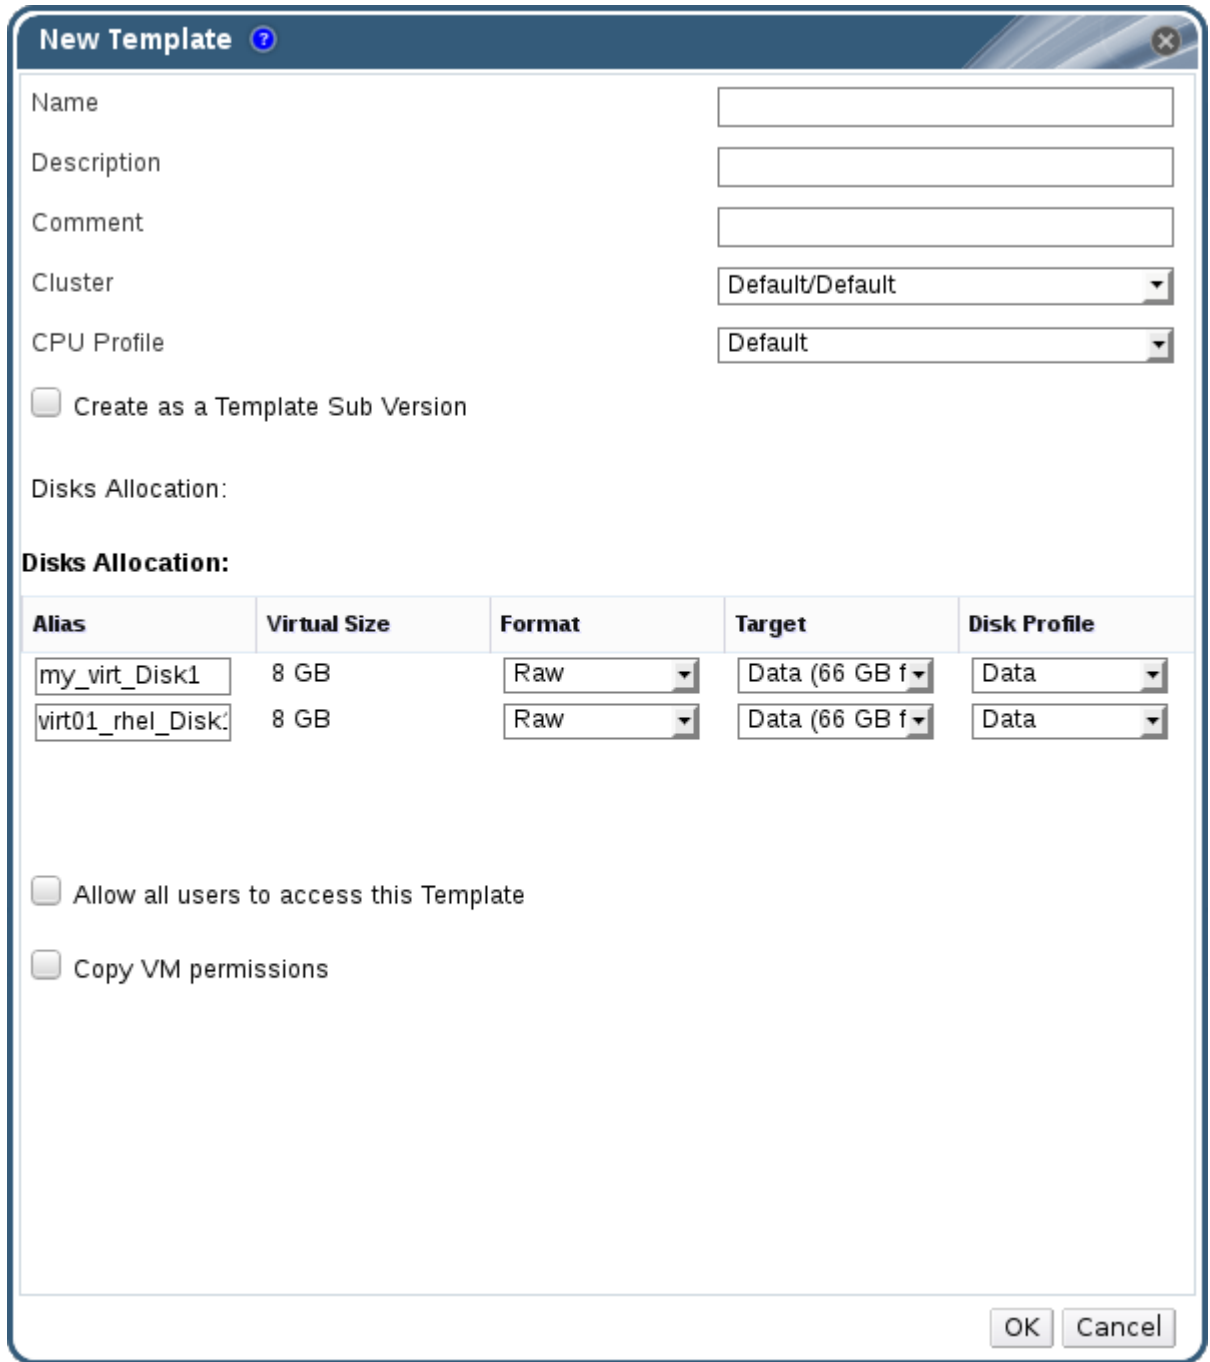 New Template ?
Name
Description
Comment
Cluster Default/Default
CPU Profile Default
Create as a Template Sub Version
Disks Allocation:
Disks Allocation:
Alias Virtual Size Format Target Disk Profile
my_virt_Disk1 8 GB Raw Data (66 GB f Data
virt01_rhel_Disk 8 GB Raw Data (66 GB f Data
Allow all users to access this Template
Copy VM permissions
OK Cancel